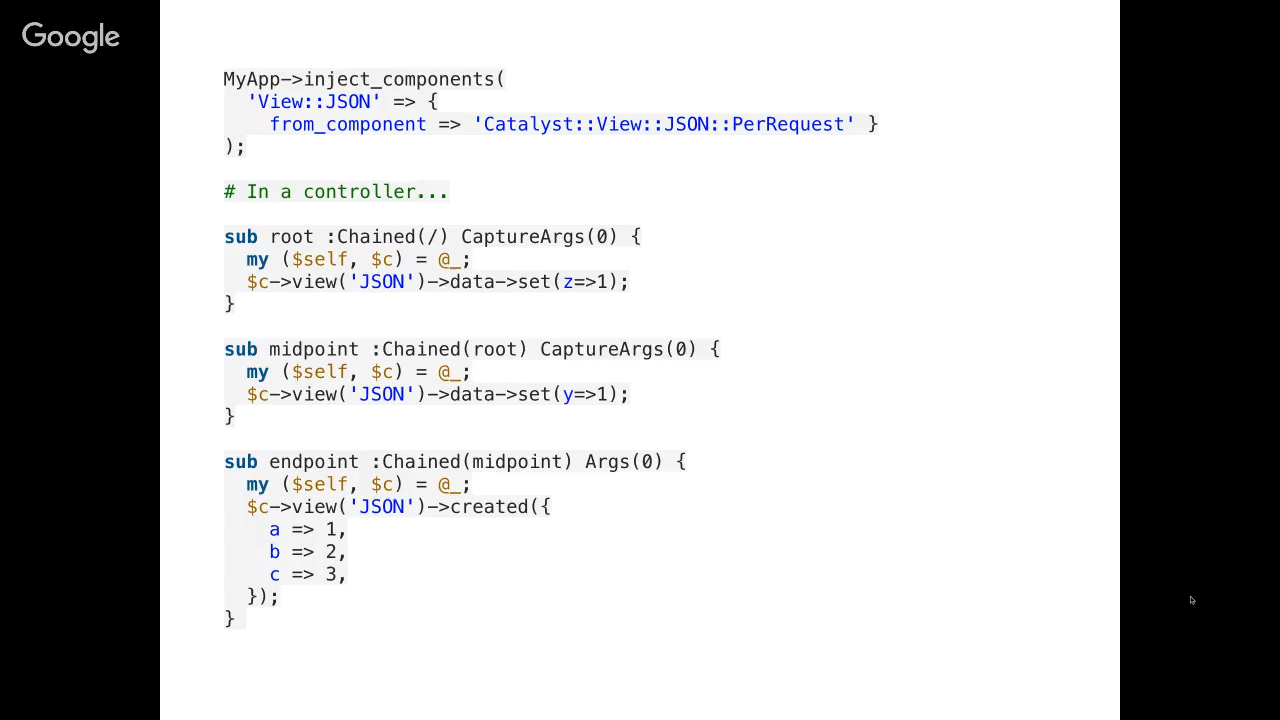 Google
MyApp->inject_components(
  'View::JSON' => {
    from_component => 'Catalyst::View::JSON::PerRequest' }
);
# In a controller...
sub root :Chained(/) CaptureArgs(0) {
  my ($self, $c) = @_;
  $c->view('JSON')->data->set(z=>1);
}
sub midpoint :Chained(root) CaptureArgs(0) {
  my ($self, $c) = @_;
  $c->view('JSON')->data->set(y=>1);
}
sub endpoint :Chained(midpoint) Args(0) {
  my ($self, $c) = @_;
  $c->view('JSON')->created({
    a => 1,
    b => 2,
    c => 3,
  });
}